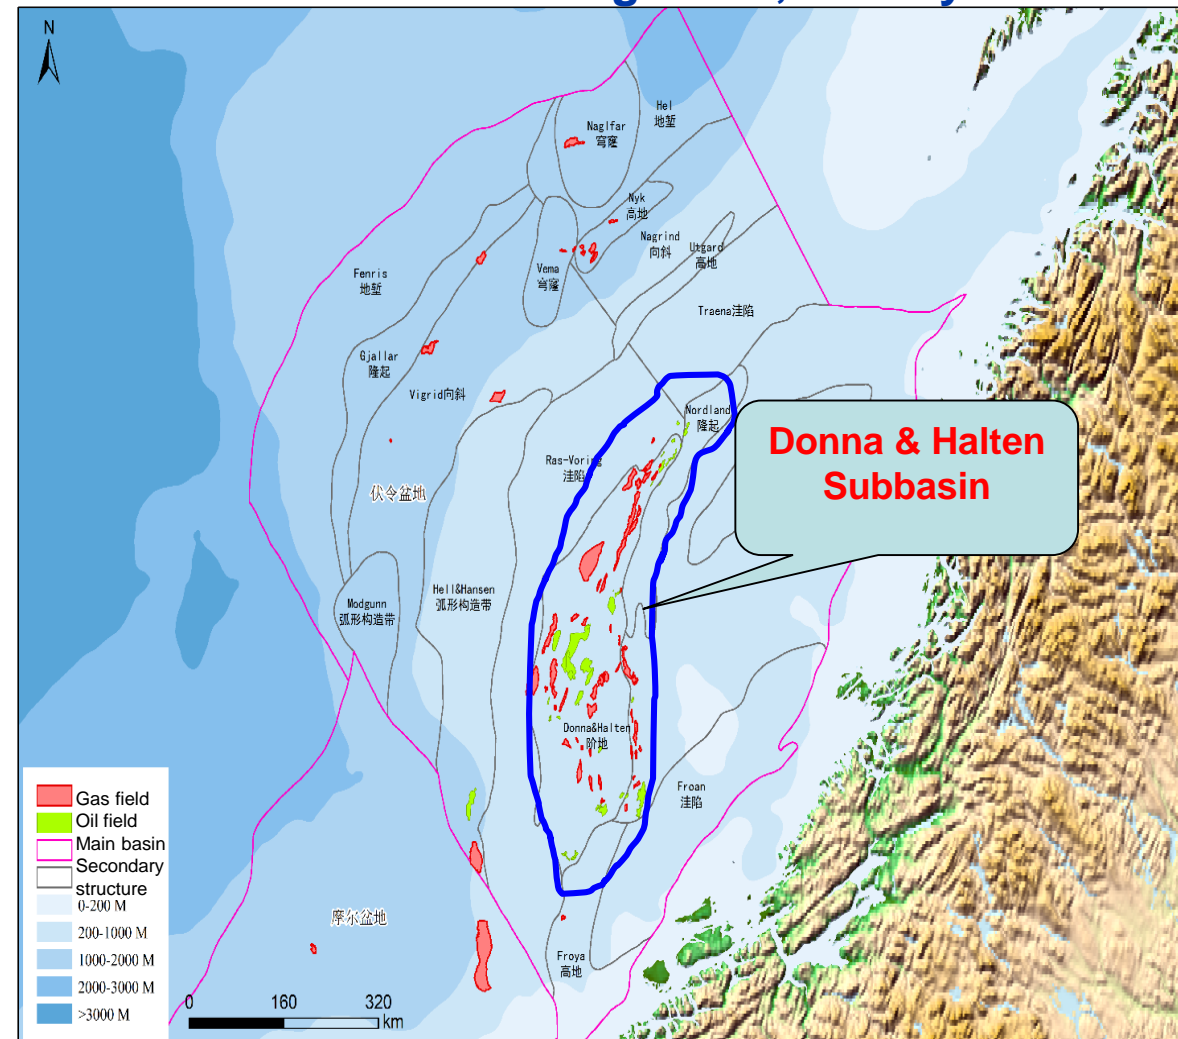 N
Hel
地堑
Naglfar
穹窿
Nyk
高地
Nagrind
向斜
Utgard
高地
Vema
穹窿
Fenris
地堑
Traena洼陷
Gjallar
隆起
Vigrid向斜
Nordland
隆起
Donna & Halten
Subbasin
Ras-Voring
洼陷
伏令盆地
Hell&Hansen
弧形构造带
Modgunn
弧形构造带
Donna&Halten
阶地
Froan
洼陷
Gas field
Oil field
Main basin
Secondary
structure
0-200 M
200-1000 M
1000-2000 M
2000-3000 M
>3000 M
摩尔盆地
Froya
高地
0 160 320
km